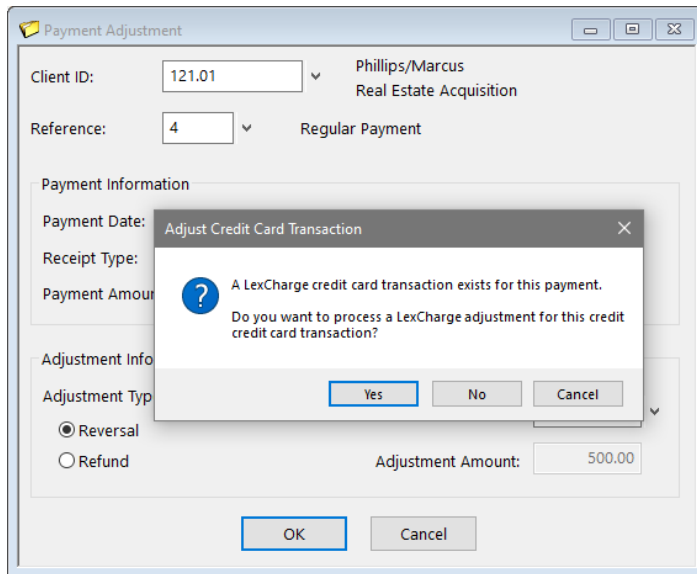 Payment Adjustment
Client ID: 121.01 Phillips/Marcus
Real Estate Acquisition
Reference: 4 Regular Payment
Payment Information
Payment Date:
Receipt Type:
Payment
Adjust Credit Card Transaction
A LexCharge credit card transaction exists for this payment.
Do you want to process a LexCharge adjustment for this credit
credit card transaction?
Yes No Cancel
Adjustment
Adjustment
Reversal
Refund Adjustment Amount: 500.00
OK Cancel